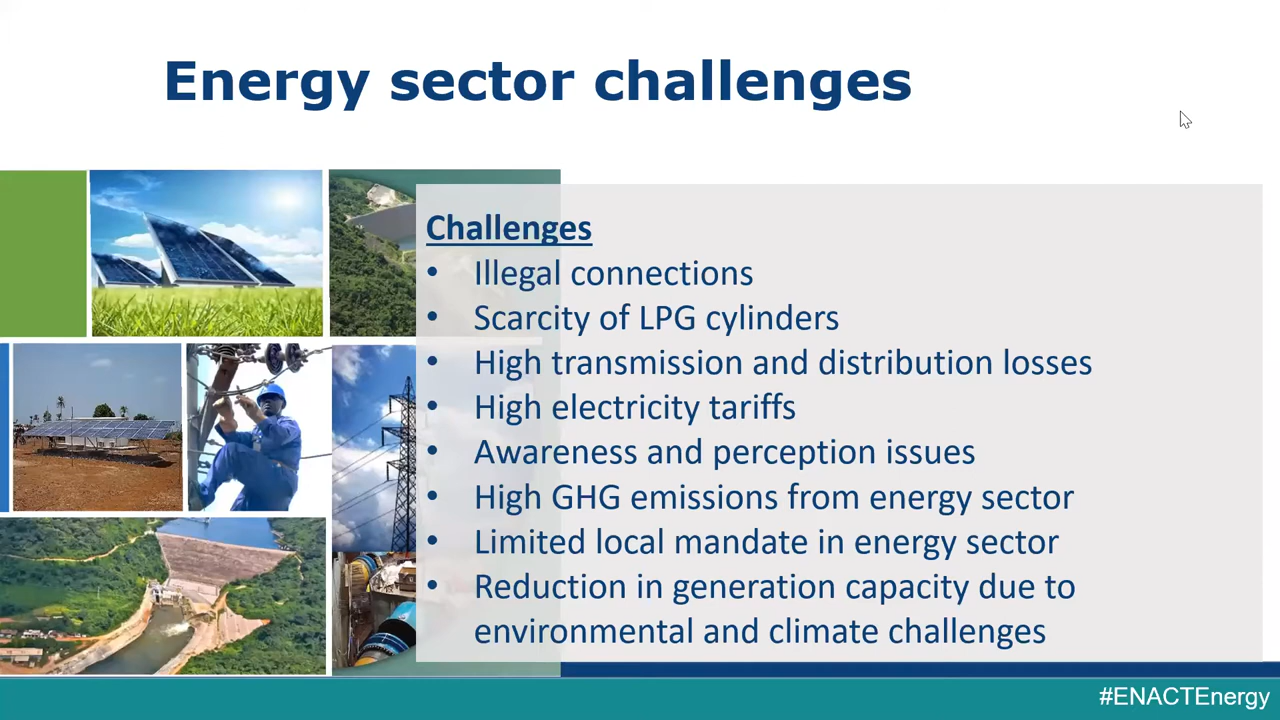 Energy sector challenges
Challenges
• Illegal connections
• Scarcity of LPG cylinders
• High transmission and distribution losses
• High electricity tariffs
• Awareness and perception issues
• High GHG emissions from energy sector
• Limited local mandate in energy sector
• Reduction in generation capacity due to
environmental and climate challenges
#ENACTEnergy